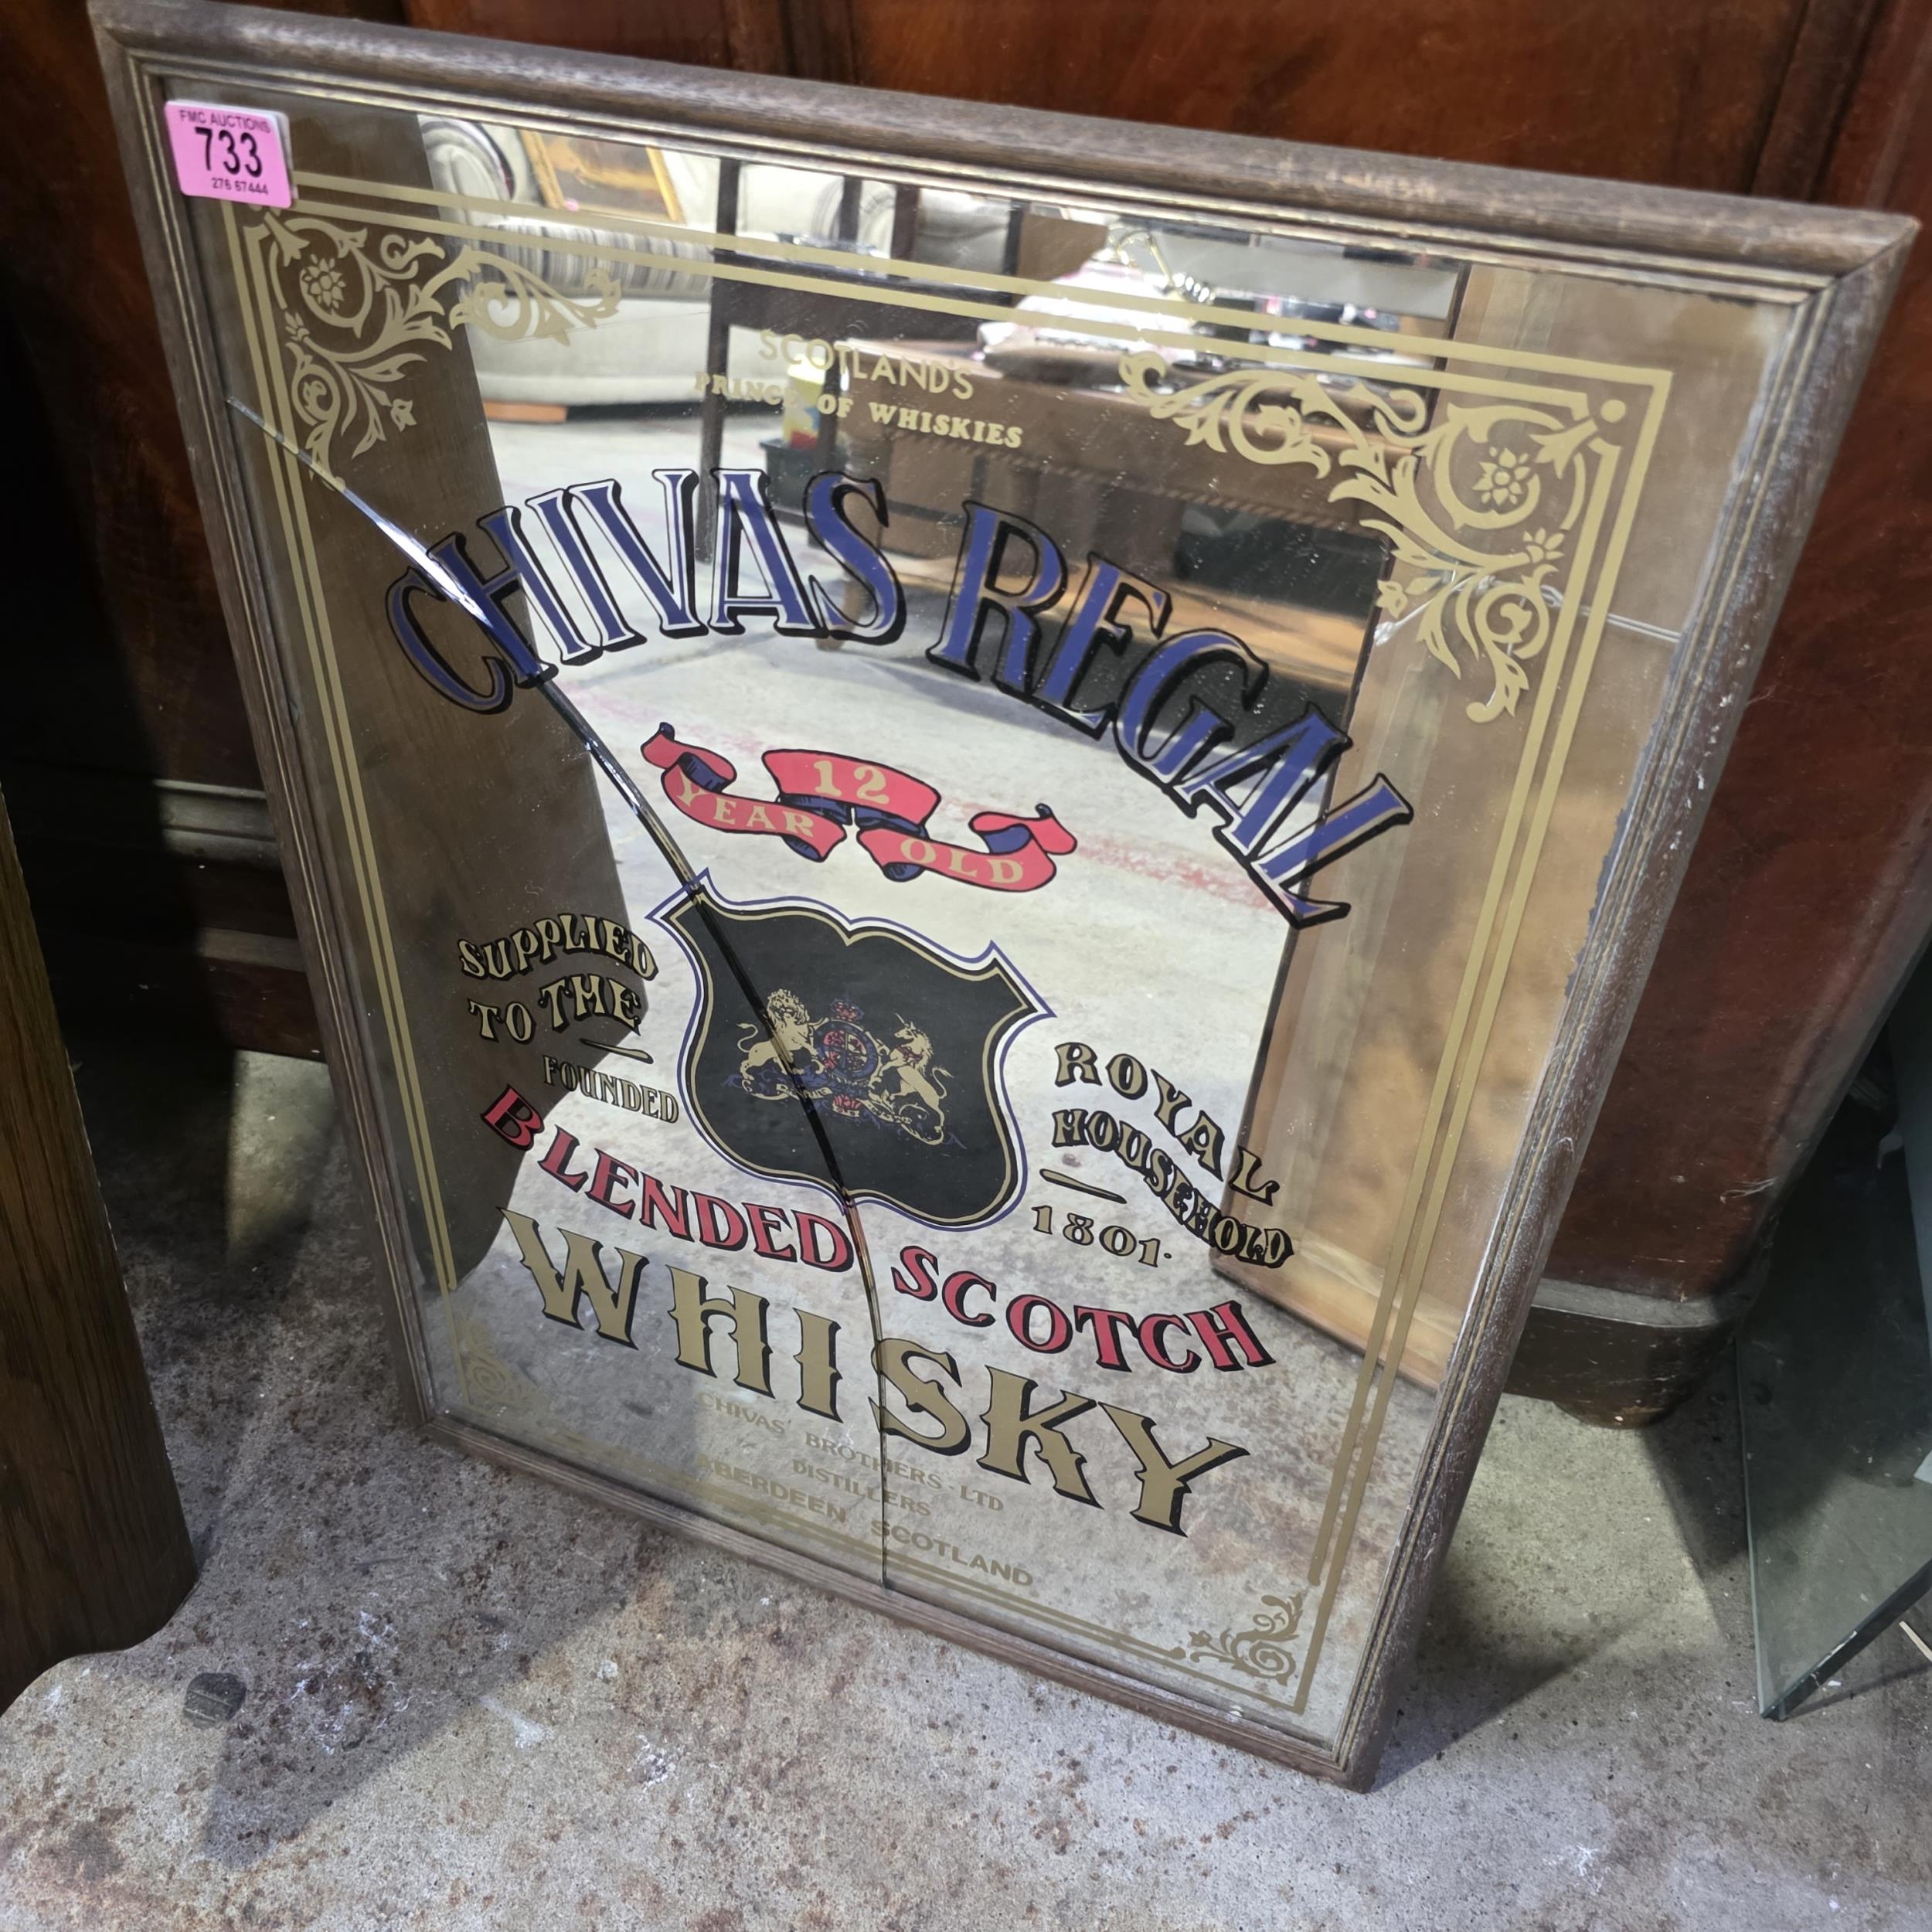 FMC AUCTIONS
733
276 67444
SCOTLAND'S
PRINCE OF WHISKIES
CHIVAS REGAL
12
YEAR OLD
SUPPLIED
TO THE
ROYAL
HOUSEHOLD
FOUNDED
1801.
BLENDED SCOTCH
WHISKY
CHIVAS BROTHERS LTD
DISTILLERS
ABERDEEN SCOTLAND